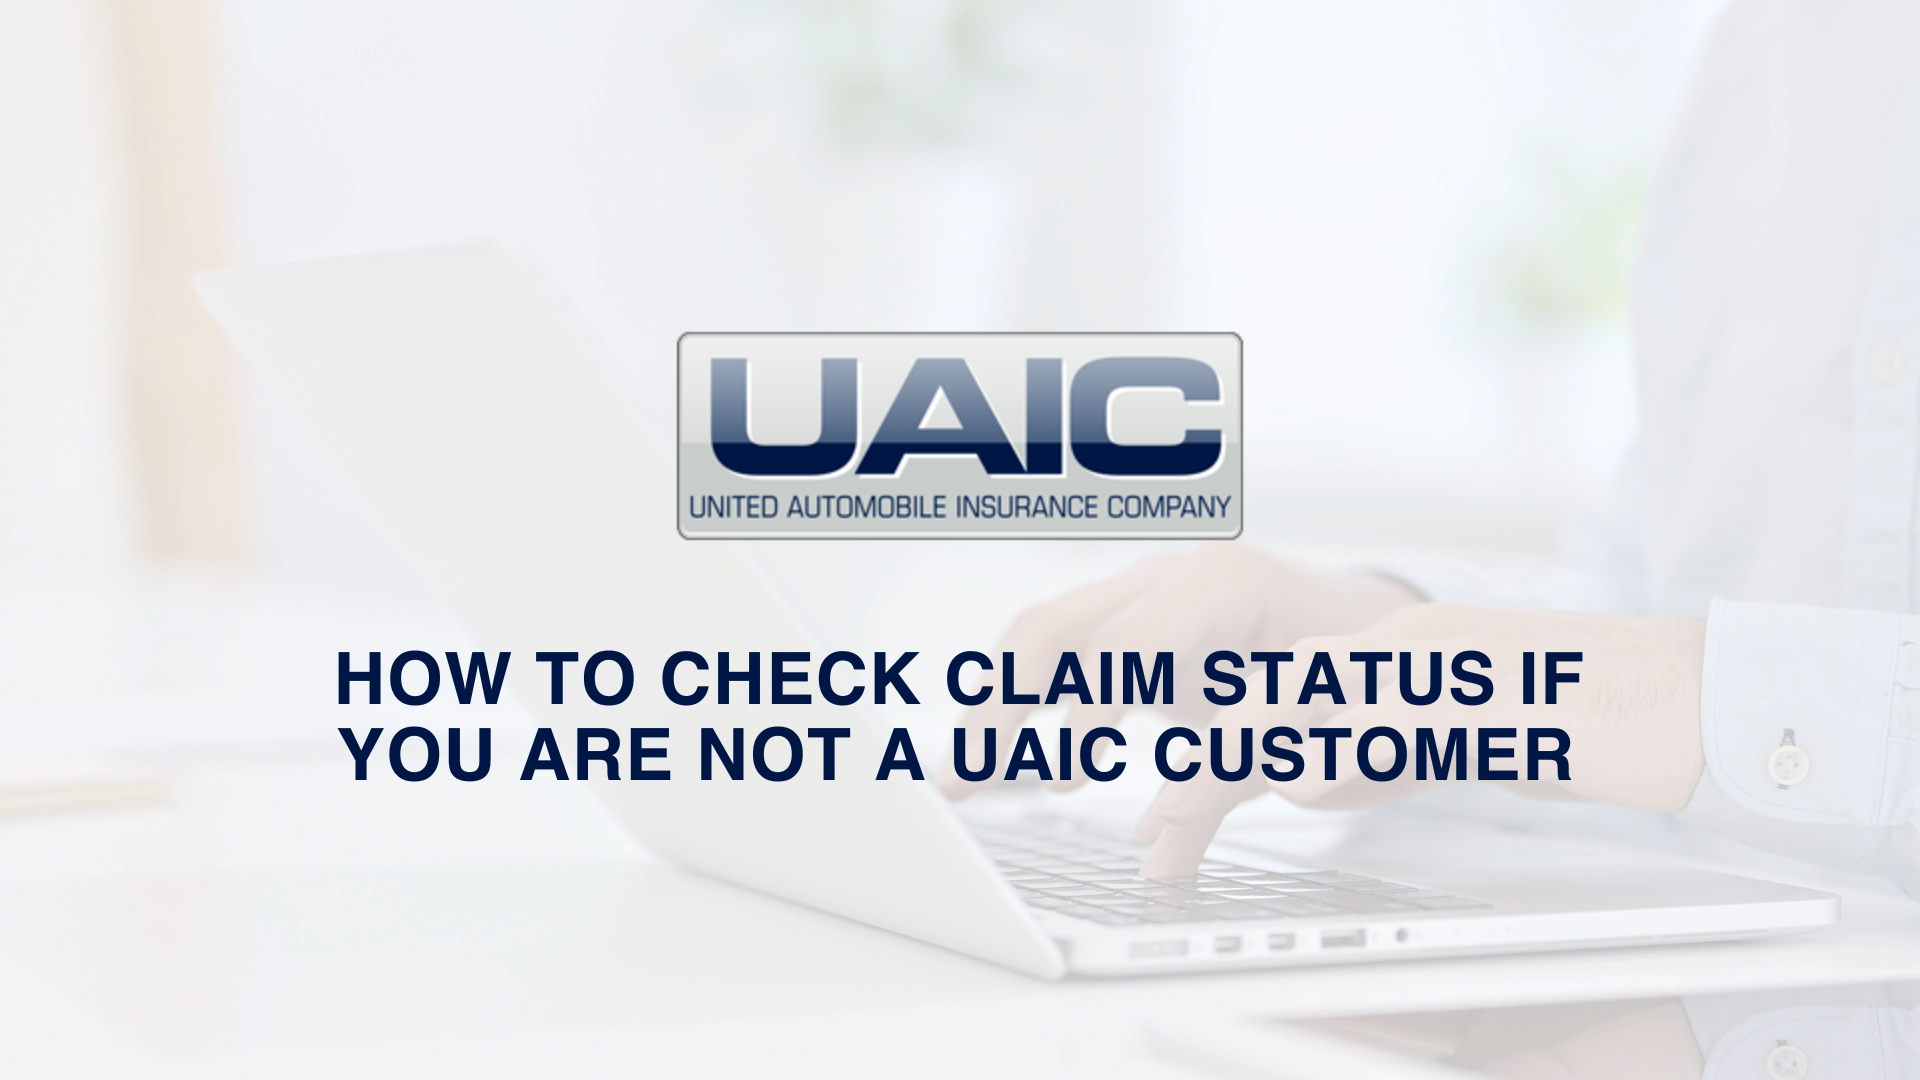 UAIC
UNITED AUTOMOBILE INSURANCE COMPANY
HOW TO CHECK CLAIM STATUS IF
YOU ARE NOT A UAIC CUSTOMER